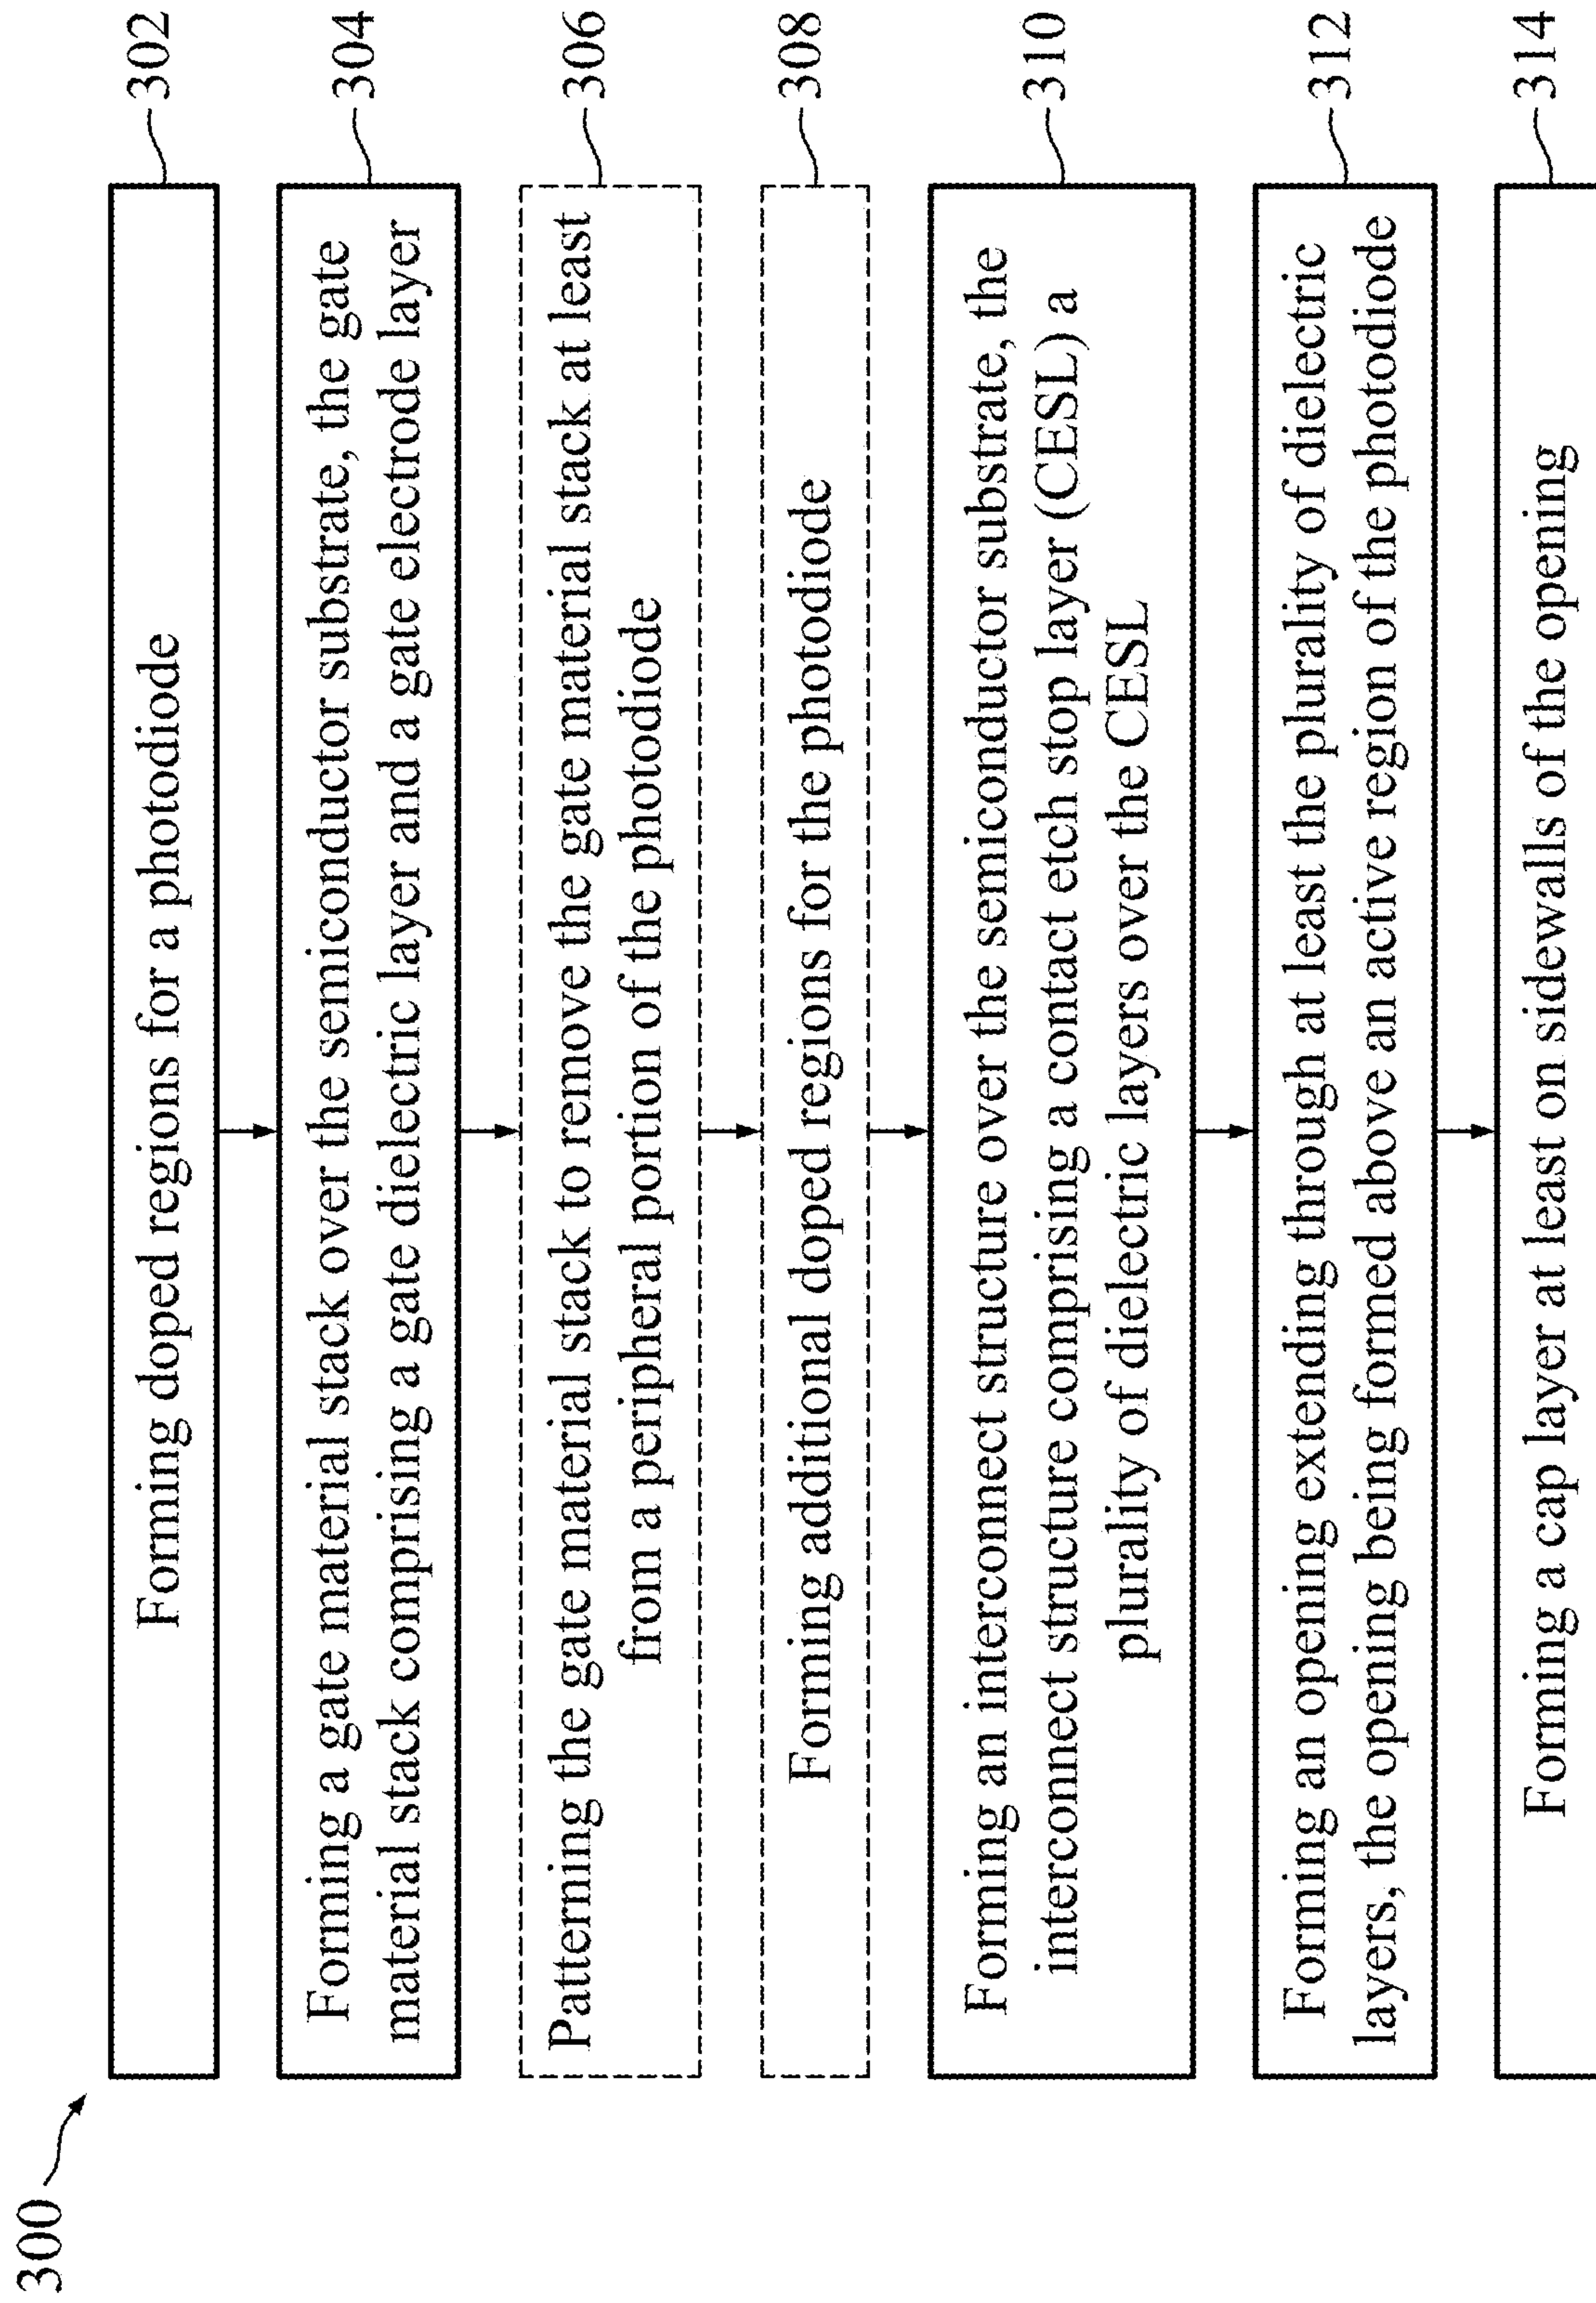 300
Forming doped regions for a photodiode
302
Forming a gate material stack over the semiconductor substrate, the gate
material stack comprising a gate dielectric layer and a gate electrode layer
304
Patterning the gate material stack to remove the gate material stack at least
from a peripheral portion of the photodiode
306
Forming additional doped regions for the photodiode
308
Forming an interconnect structure over the semiconductor substrate, the
interconnect structure comprising a contact etch stop layer (CESL) a
plurality of dielectric layers over the CESL
310
Forming an opening extending through at least the plurality of dielectric
layers, the opening being formed above an active region of the photodiode
312
Forming a cap layer at least on sidewalls of the opening
314